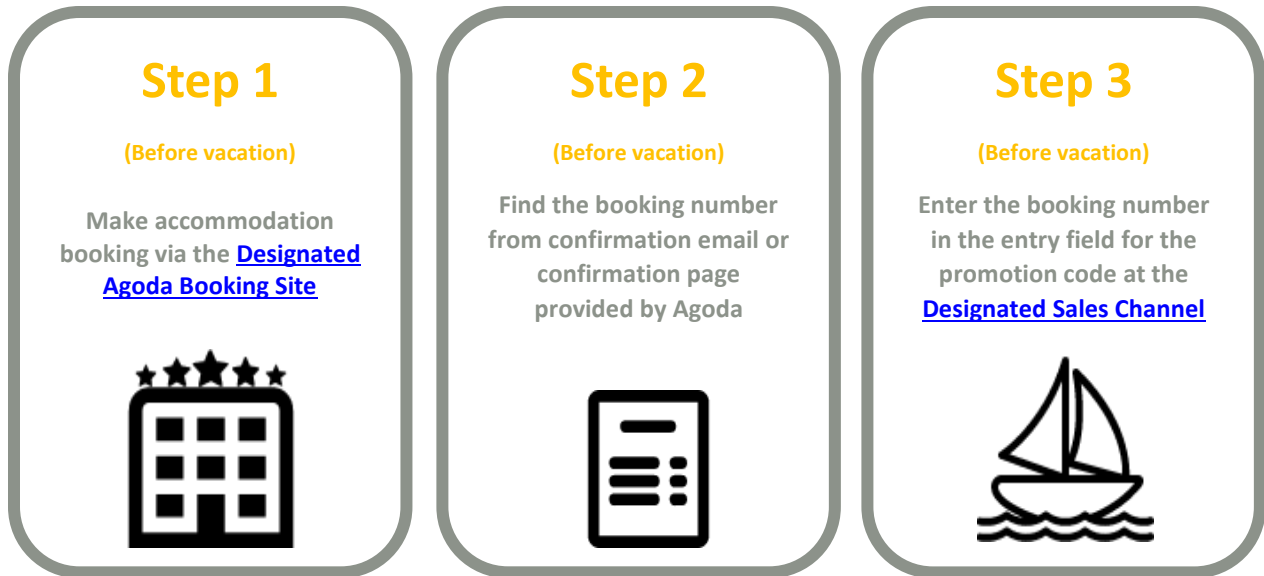 Step 1
(Before vacation)
Make accommodation
booking via the Designated
Agoda Booking Site
Step 2
(Before vacation)
Find the booking number
from confirmation email or
confirmation page
provided by Agoda
Step 3
(Before vacation)
Enter the booking number
in the entry field for the
promotion code at the
Designated Sales Channel